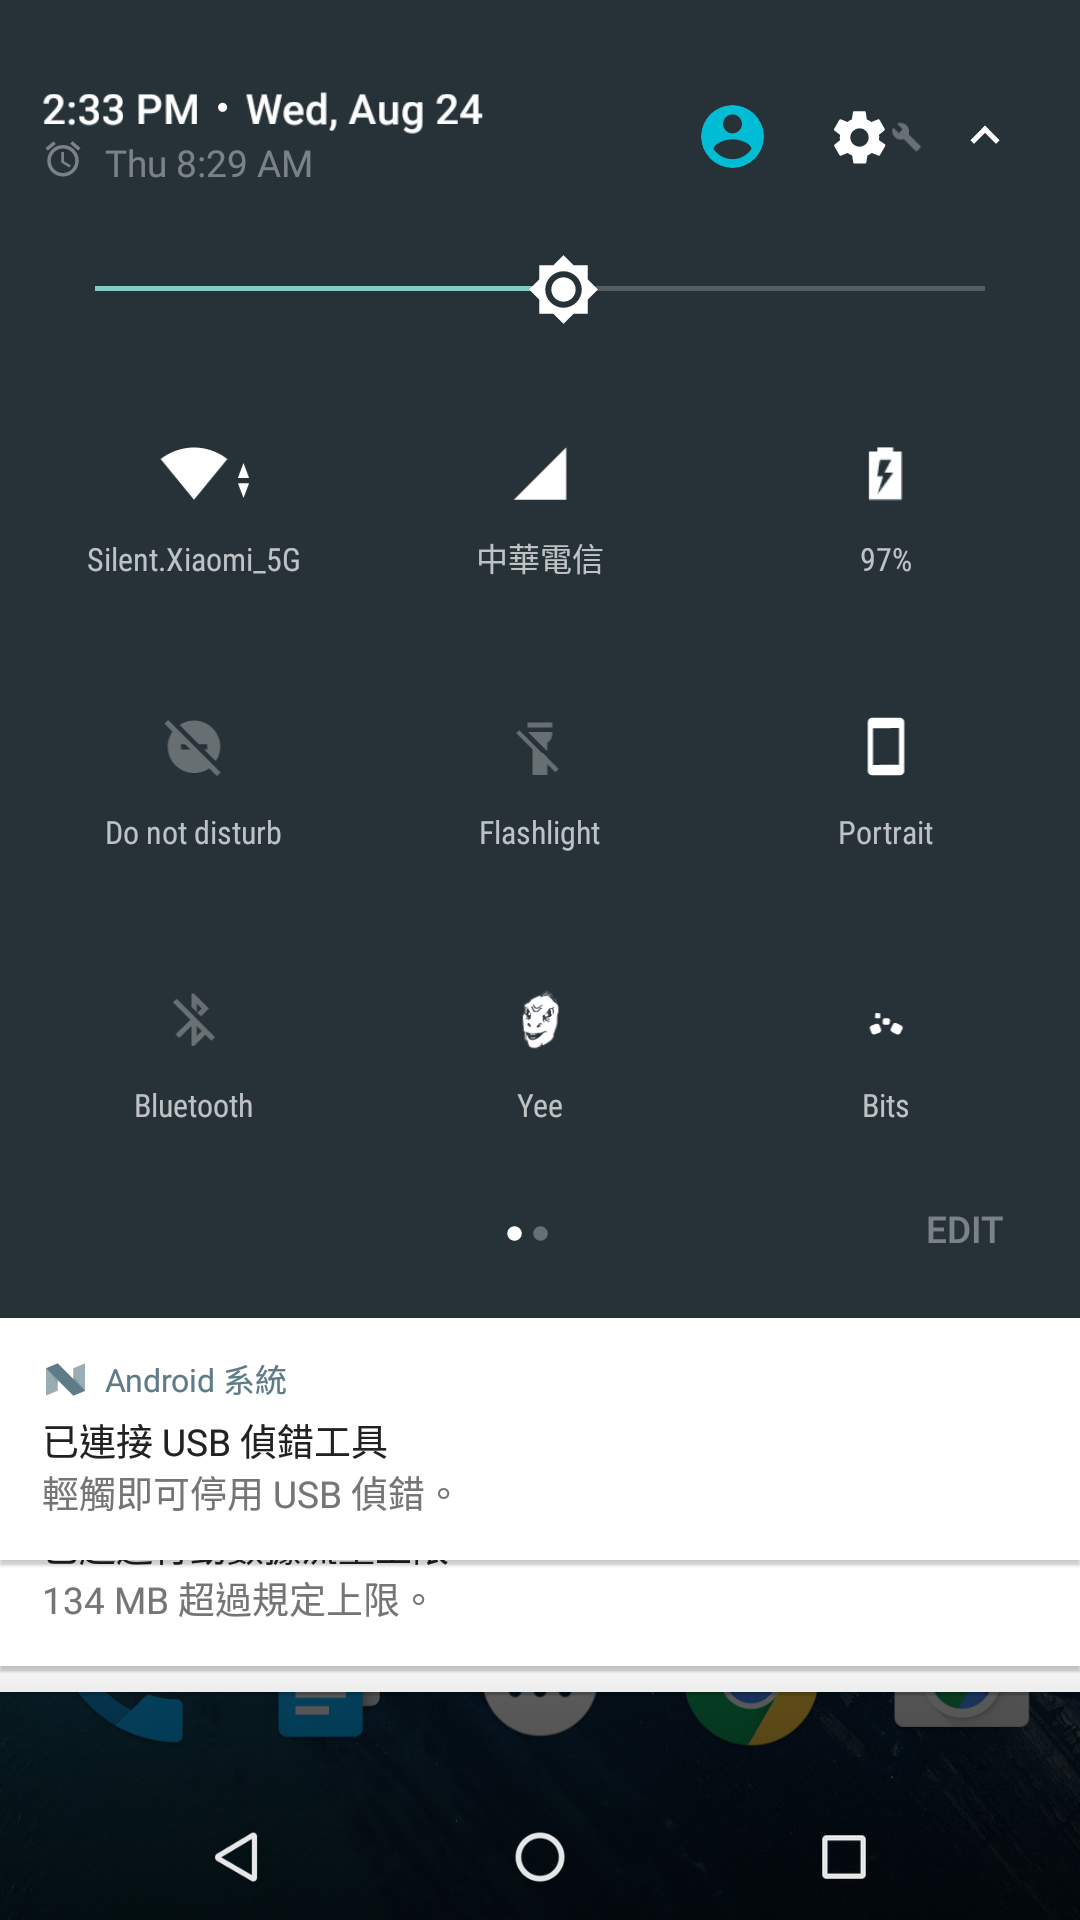 2:33 PM • Wed, Aug 24
Thu 8:29 AM
Silent.Xiaomi_5G
中華電信
97%
Do not disturb
Flashlight
Portrait
Bluetooth
Yee
Bits
EDIT
Android 系統
已連接 USB 偵錯工具
輕觸即可停用 USB 偵錯。
134 MB 超過規定上限。